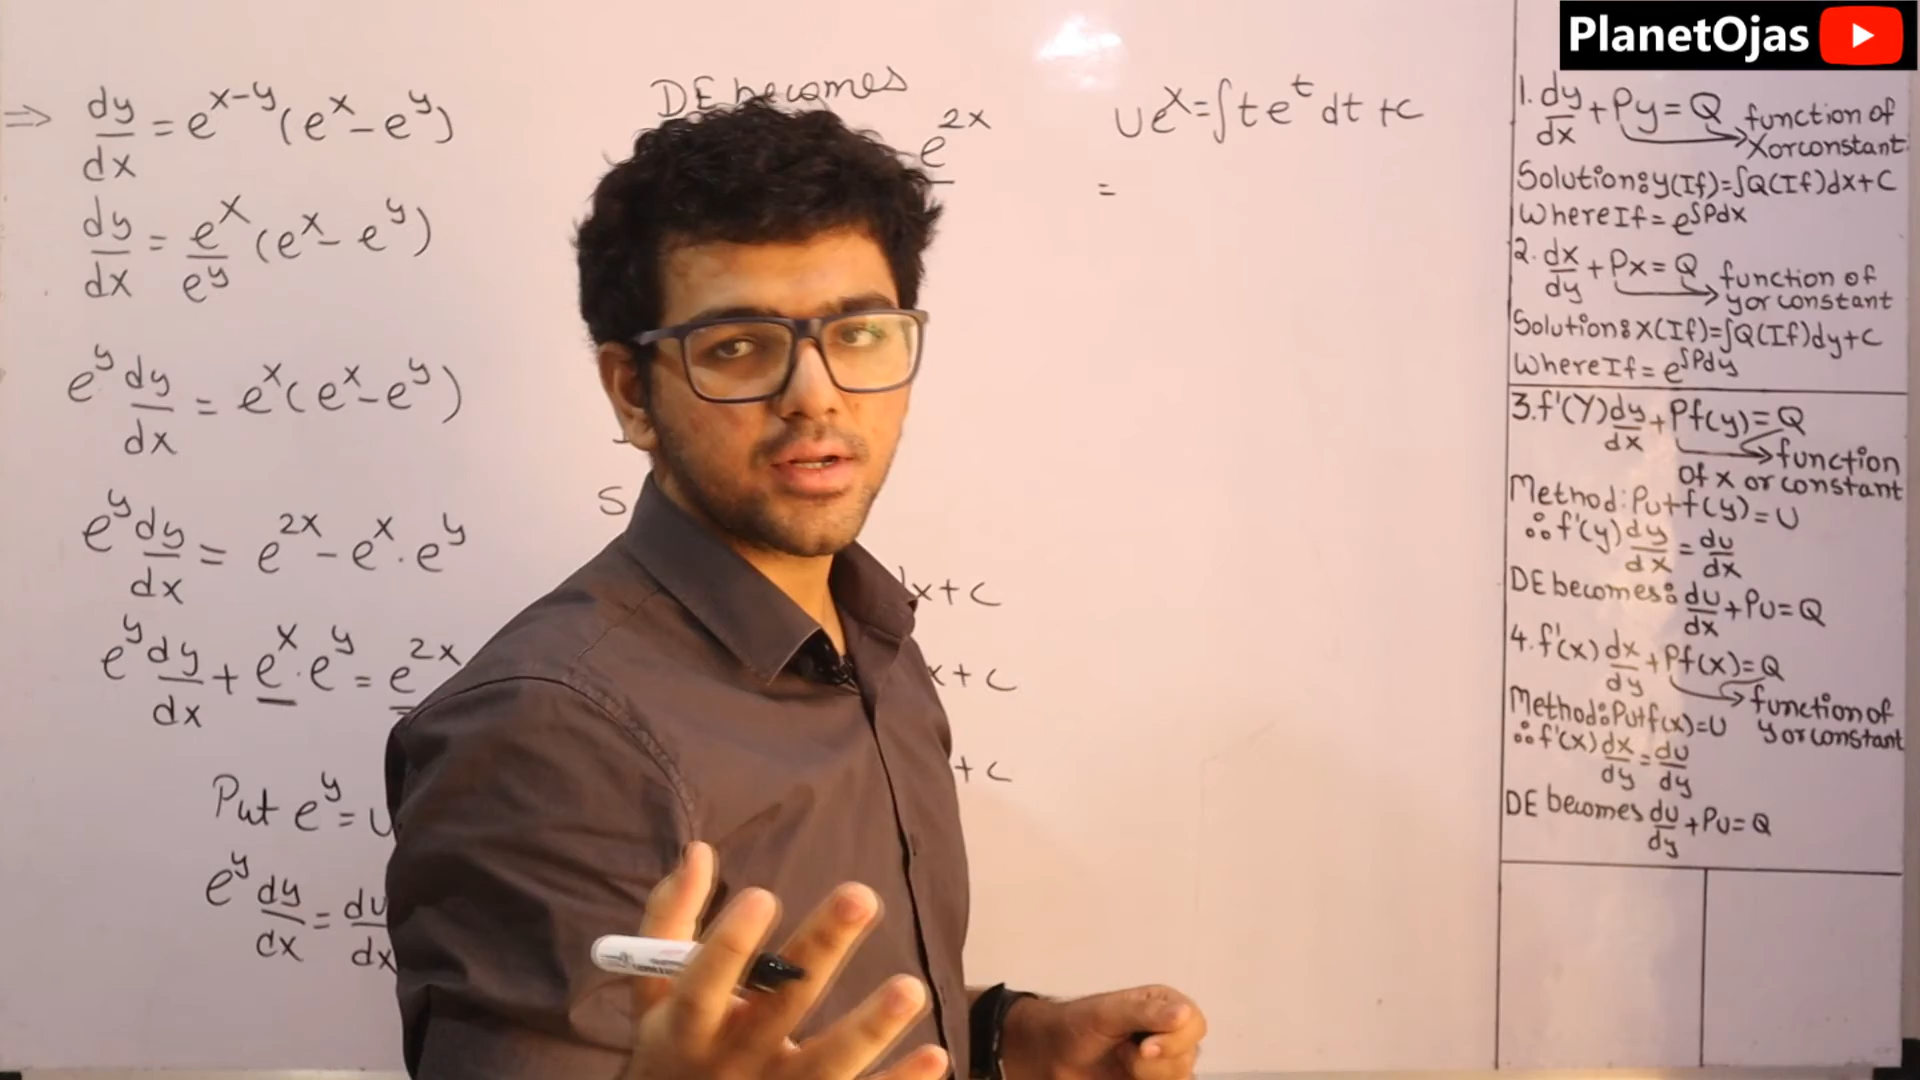 PlanetOjas
⇒ dy/dx = e^(x-y) (e^x - e^y)
dy/dx = e^x/e^y (e^x - e^y)
e^y dy/dx = e^x (e^x - e^y)
e^y dy/dx = e^2x - e^x . e^y
e^y dy/dx + e^x . e^y = e^2x
Put e^y = U
e^y dy/dx = du/dx
DE becomes
e^2x
S
dx + C
x + C
+ C
U e^x = ∫ t e^t dt + C
=
1. dy/dx + Py = Q function of
X or constant
Solution: y(If) = ∫Q(If)dx + C
Where If = e^∫Pdx
2. dx/dy + Px = Q function of
y or constant
Solution: x(If) = ∫Q(If)dy + C
Where If = e^∫Pdy
3. f'(Y) dy/dx + Pf(y) = Q
function
of x or constant
Method: Put f(y) = U
∴ f'(y) dy/dx = du/dx
DE becomes: du/dx + PU = Q
4. f'(x) dx/dy + Pf(x) = Q
function of
y or constant
Method: Put f(x) = U
∴ f'(x) dx/dy = du/dy
DE becomes du/dy + PU = Q